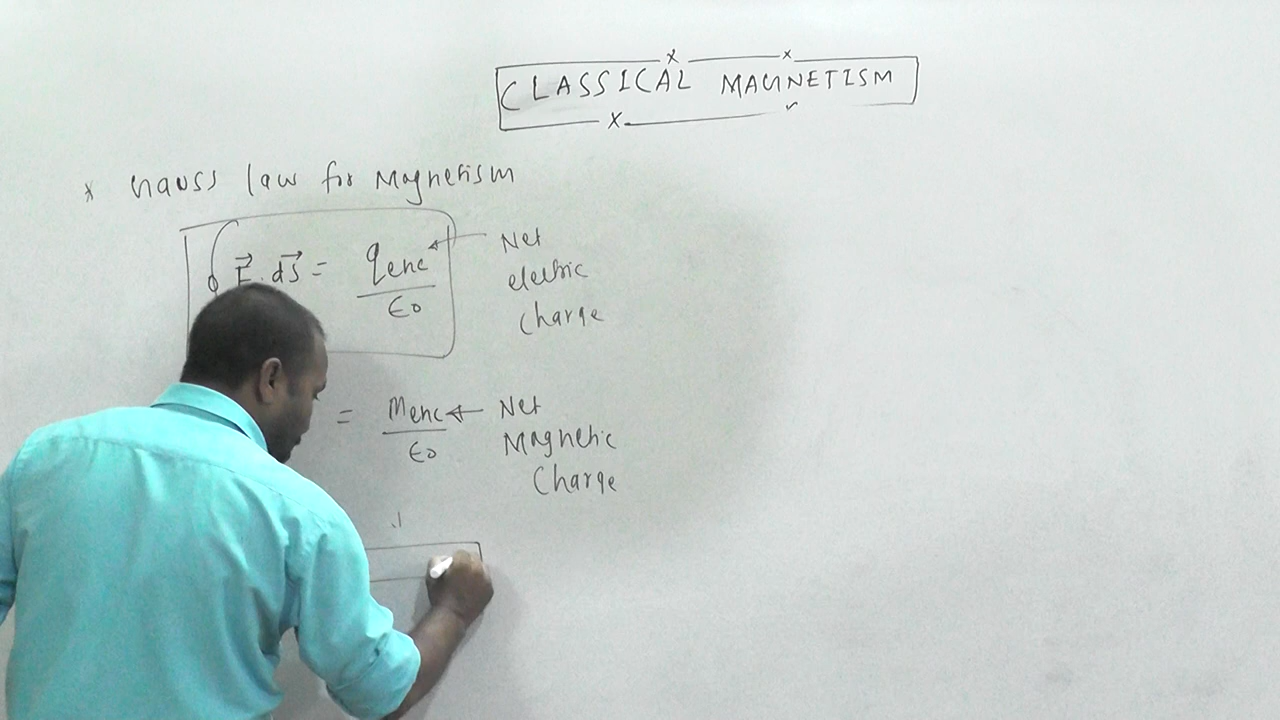 CLASSICAL MAGNETISM
* Gauss law for Magnetism
∮ E⃗ . dS⃗ = qenc / ϵ0 ← Net electric charge
= Menc / ϵ0 ← Net Magnetic Charge